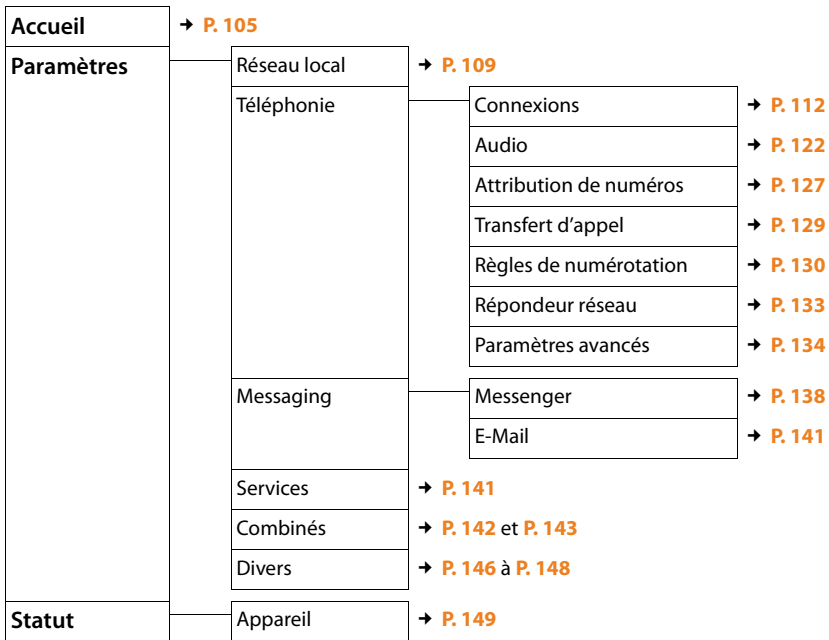 Accueil → P. 105
Paramètres Réseau local → P. 109
Téléphonie Connexions → P. 112
Audio → P. 122
Attribution de numéros → P. 127
Transfert d’appel → P. 129
Règles de numérotation → P. 130
Répondeur réseau → P. 133
Paramètres avancés → P. 134
Messaging Messenger → P. 138
E-Mail → P. 141
Services → P. 141
Combinés → P. 142 et P. 143
Divers → P. 146 à P. 148
Statut Appareil → P. 149